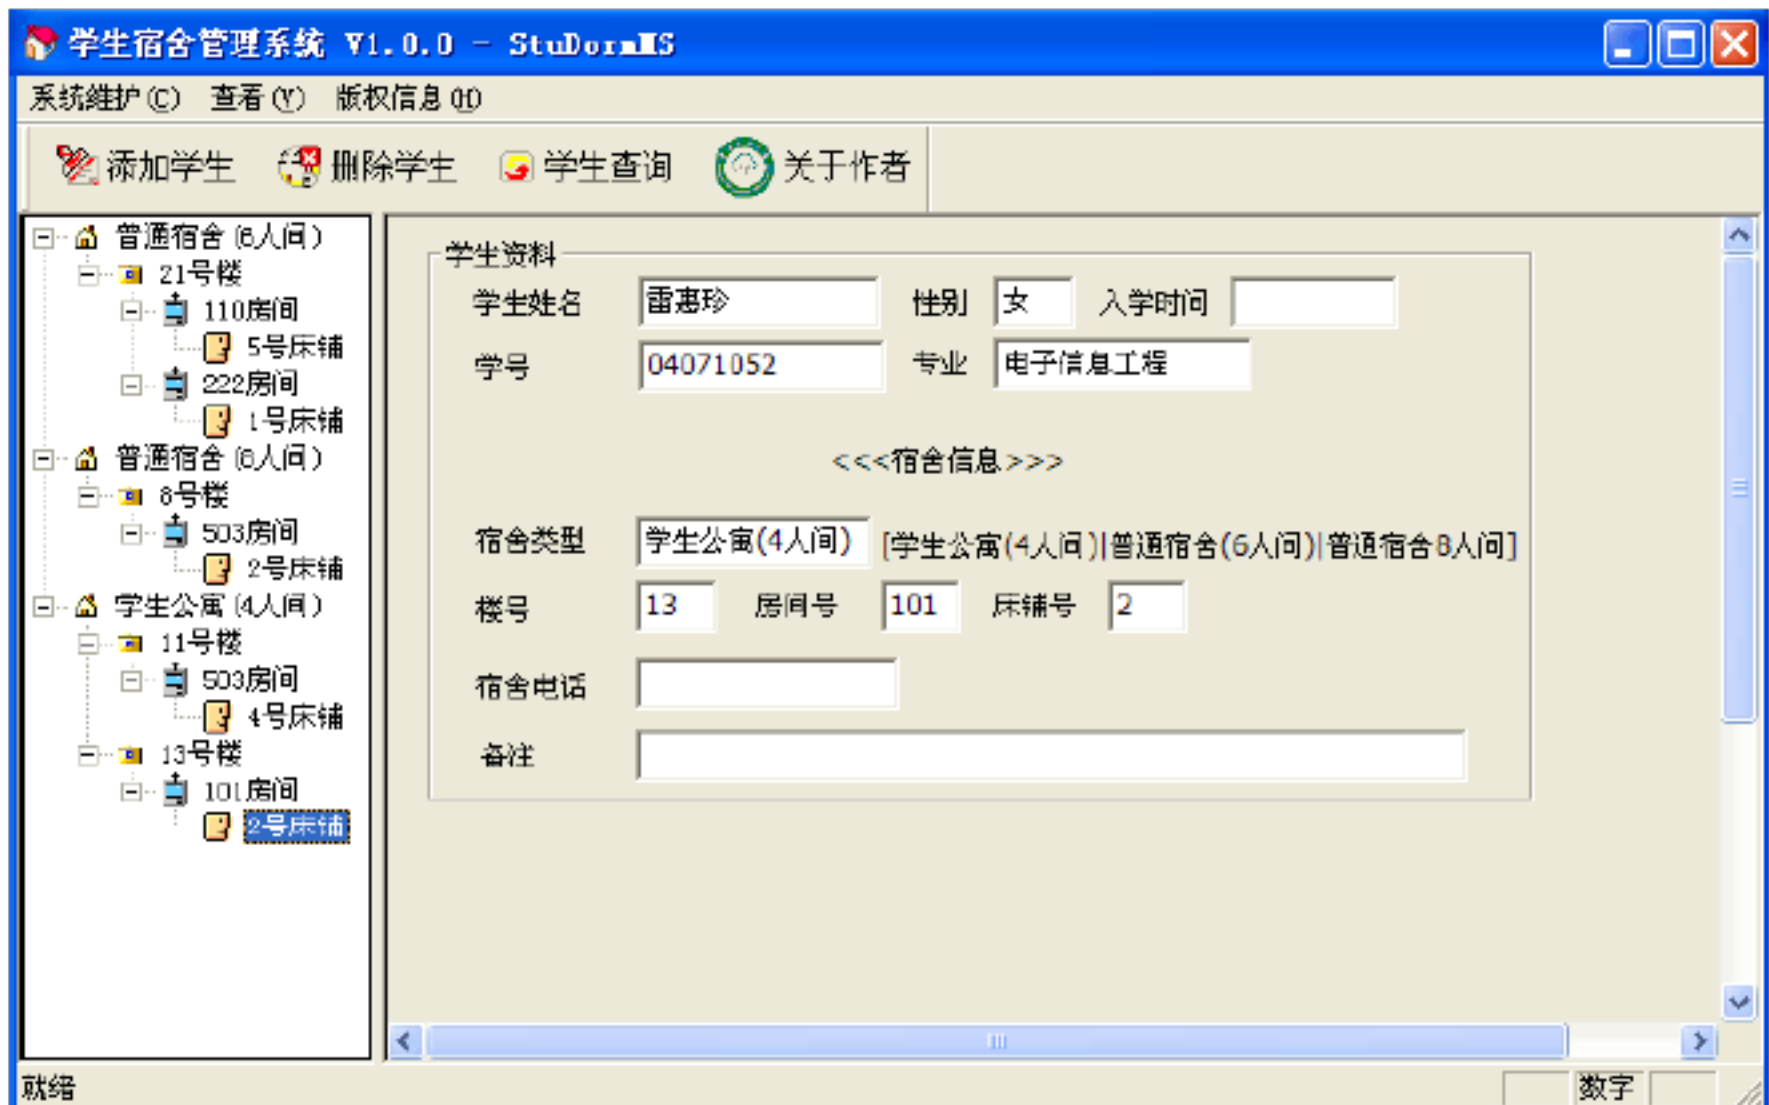 学生宿舍管理系统 V1.0.0 - StuDormMS
系统维护(C) 查看(V) 版权信息(H)
添加学生 删除学生 学生查询 关于作者
普通宿舍(6人间)
21号楼
110房间
5号床铺
222房间
1号床铺
普通宿舍(8人间)
8号楼
503房间
2号床铺
学生公寓(4人间)
11号楼
503房间
4号床铺
13号楼
101房间
2号床铺
学生资料
学生姓名 雷惠珍 性别 女 入学时间
学号 04071052 专业 电子信息工程
<<<宿舍信息>>>
宿舍类型 学生公寓(4人间) [学生公寓(4人间)|普通宿舍(6人间)|普通宿舍8人间]
楼号 13 房间号 101 床铺号 2
宿舍电话
备注
就绪 数字